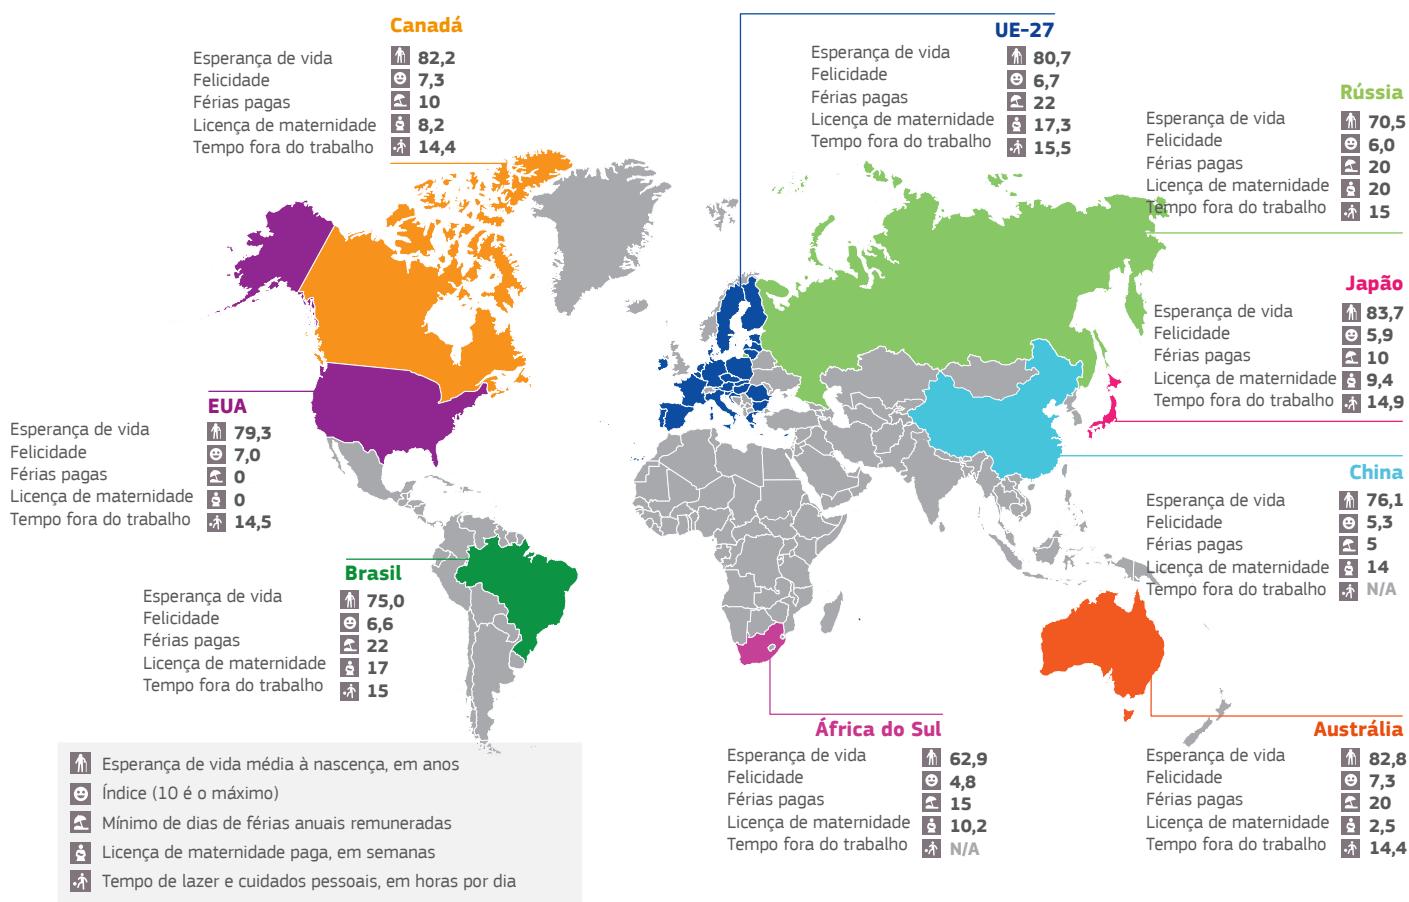 Canadá
Esperança de vida 82,2
Felicidade 7,3
Férias pagas 10
Licença de maternidade 8,2
Tempo fora do trabalho 14,4
UE-27
Esperança de vida 80,7
Felicidade 6,7
Férias pagas 22
Licença de maternidade 17,3
Tempo fora do trabalho 15,5
Rússia
Esperança de vida 70,5
Felicidade 6,0
Férias pagas 20
Licença de maternidade 20
Tempo fora do trabalho 15
Japão
Esperança de vida 83,7
Felicidade 5,9
Férias pagas 10
Licença de maternidade 9,4
Tempo fora do trabalho 14,9
EUA
Esperança de vida 79,3
Felicidade 7,0
Férias pagas 0
Licença de maternidade 0
Tempo fora do trabalho 14,5
China
Esperança de vida 76,1
Felicidade 5,3
Férias pagas 5
Licença de maternidade 14
Tempo fora do trabalho N/A
Brasil
Esperança de vida 75,0
Felicidade 6,6
Férias pagas 22
Licença de maternidade 17
Tempo fora do trabalho 15
África do Sul
Esperança de vida 62,9
Felicidade 4,8
Férias pagas 15
Licença de maternidade 10,2
Tempo fora do trabalho N/A
Austrália
Esperança de vida 82,8
Felicidade 7,3
Férias pagas 20
Licença de maternidade 2,5
Tempo fora do trabalho 14,4
Esperança de vida média à nascença, em anos
Índice (10 é o máximo)
Mínimo de dias de férias anuais remuneradas
Licença de maternidade paga, em semanas
Tempo de lazer e cuidados pessoais, em horas por dia